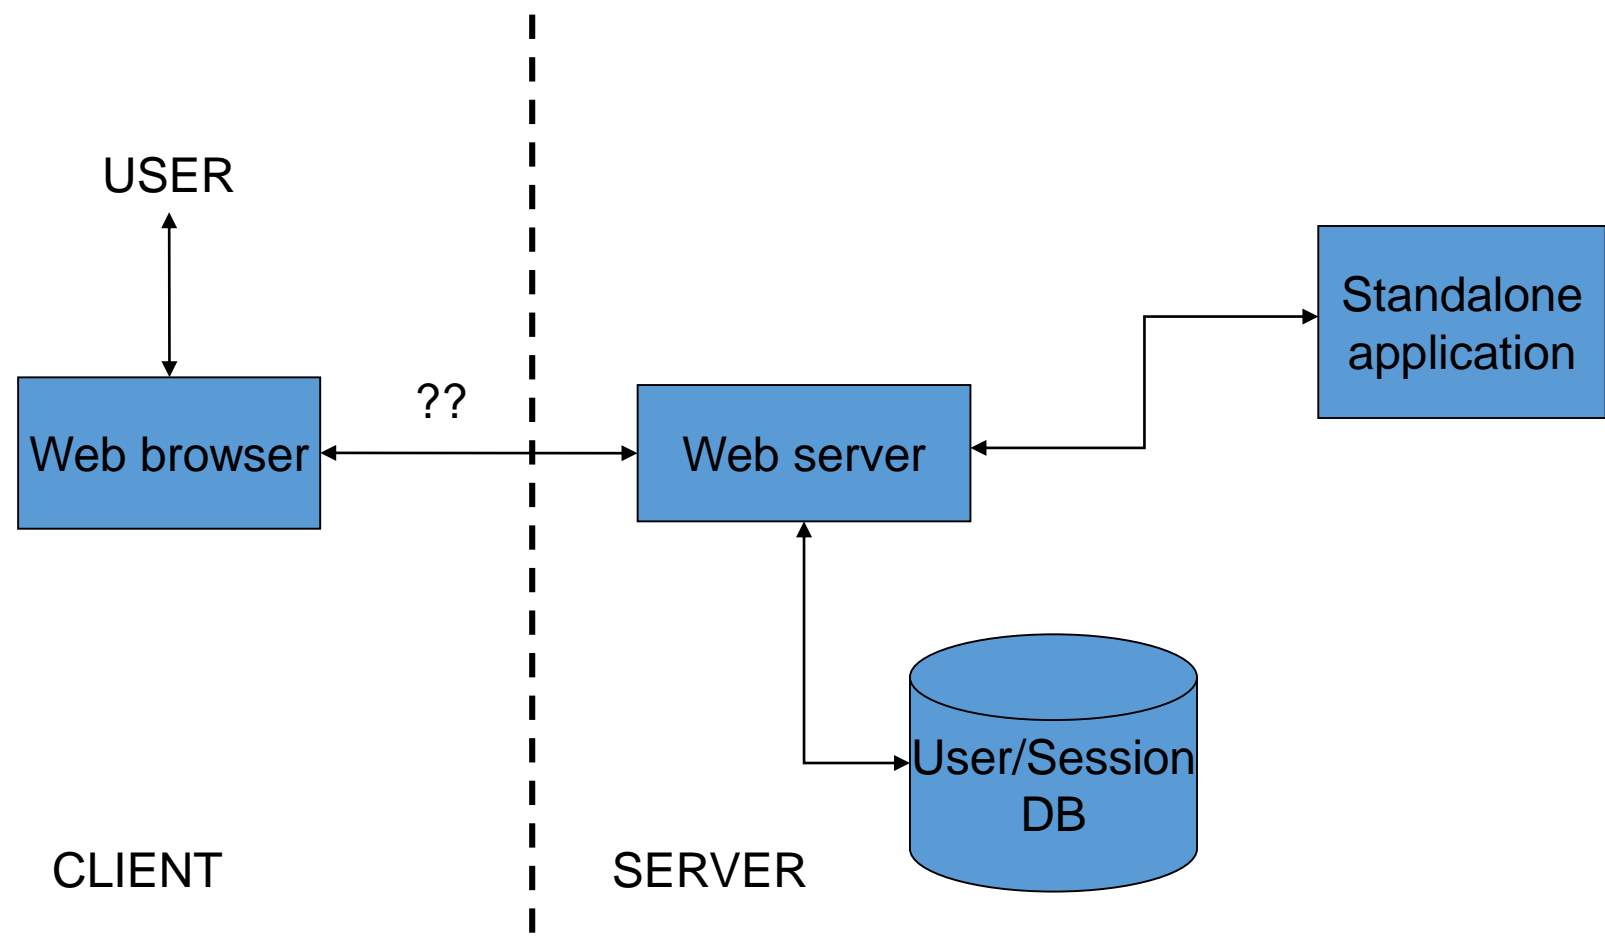 USER
Standalone
application
??
Web browser
Web server
User/Session
DB
CLIENT
SERVER